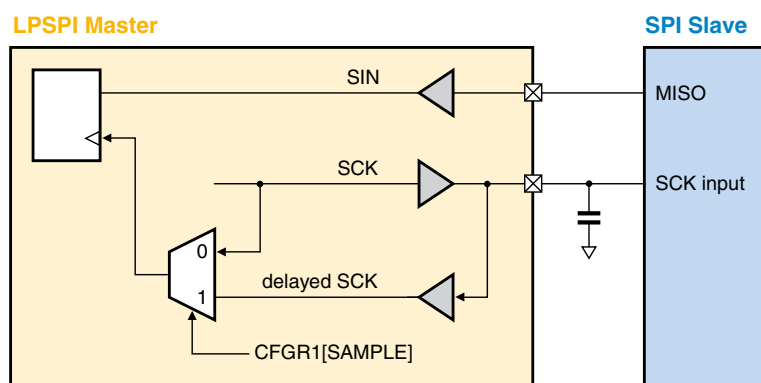 LPSPI Master
SPI Slave
SIN
MISO
SCK
SCK input
0
delayed SCK
1
CFGR1[SAMPLE]